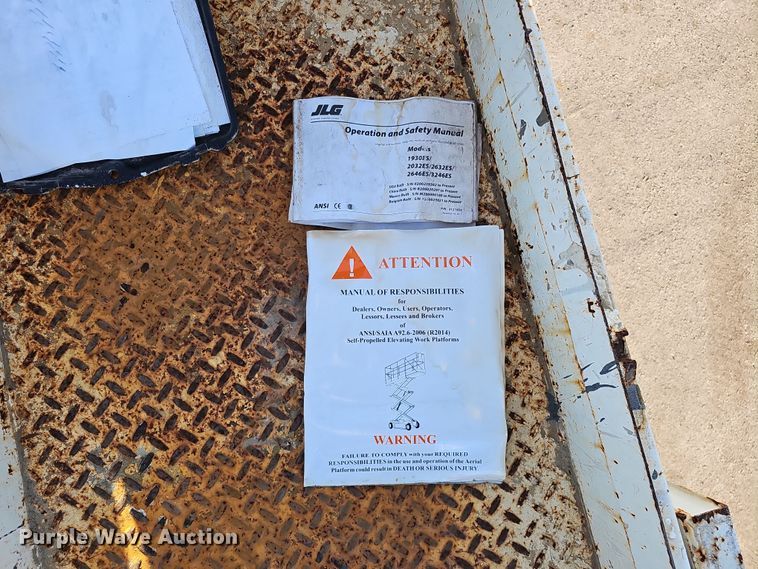 JLG
Operation and Safety Manual
Models
1930ES/
2032ES/2632ES/
2646ES/3246ES
ANSI CE
ATTENTION
MANUAL OF RESPONSIBILITIES
for
Dealers, Owners, Users, Operators,
Lessors, Lessees and Brokers
of
ANSI/SAIA A92.6-2006 (R2014)
Self-Propelled Elevating Work Platforms
WARNING
FAILURE TO COMPLY with your REQUIRED
RESPONSIBILITIES in the use and operation of the Aerial
Platform could result in DEATH OR SERIOUS INJURY
Purple Wave Auction